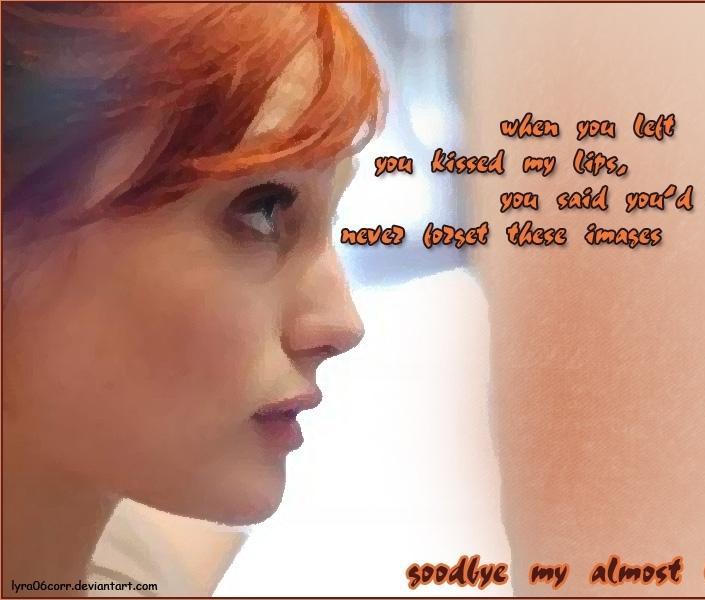 when you left
you kissed my lips,
you said you'd
never forget these images
goodbye my almost
lyra06corr.deviantart.com